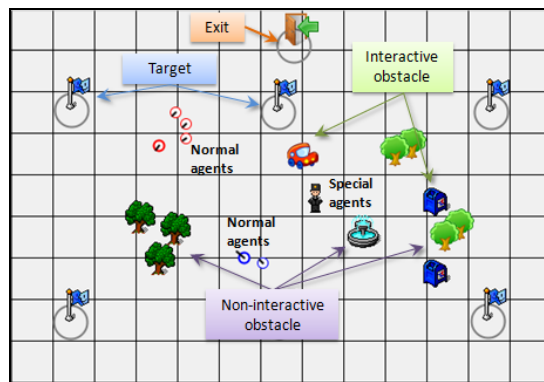 Exit
Target
Interactive
obstacle
Normal
agents
Special
agents
Normal
agents
Non-interactive
obstacle